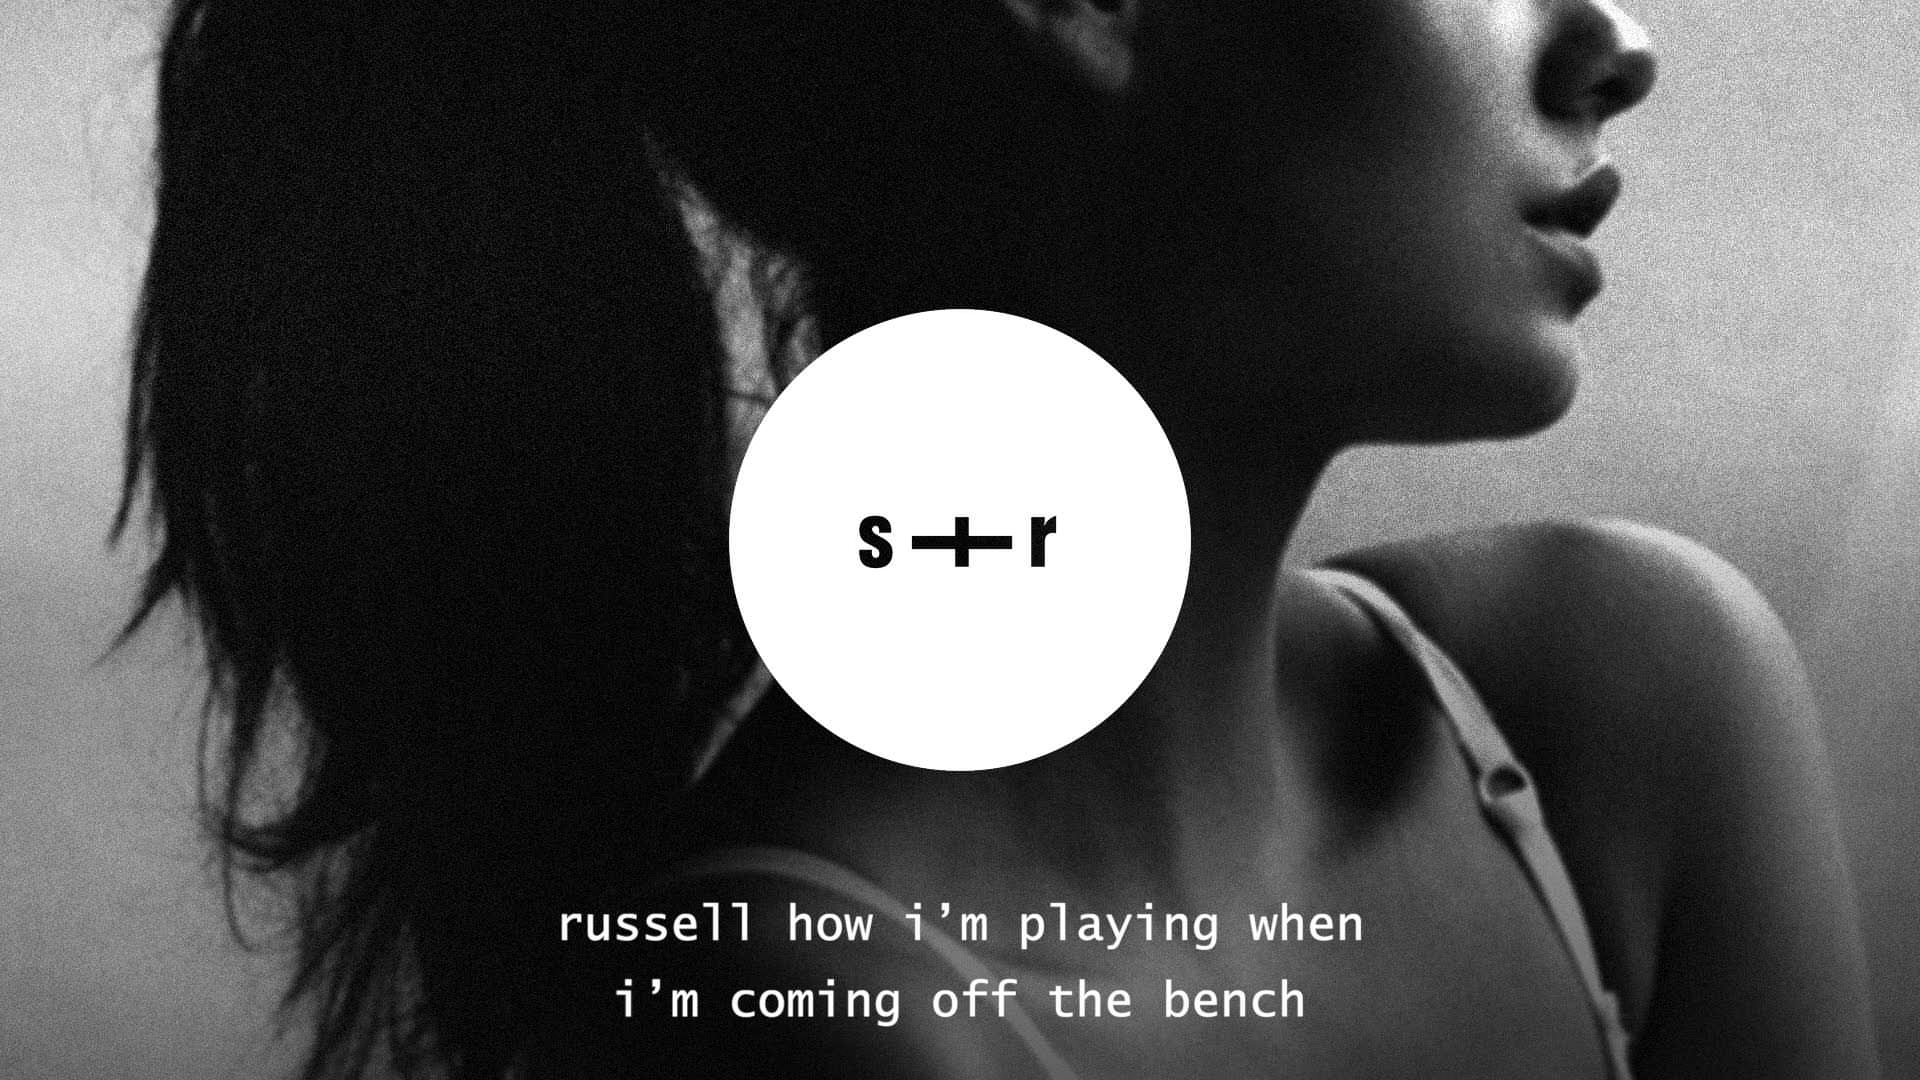 s+r
russell how i’m playing when
i’m coming off the bench